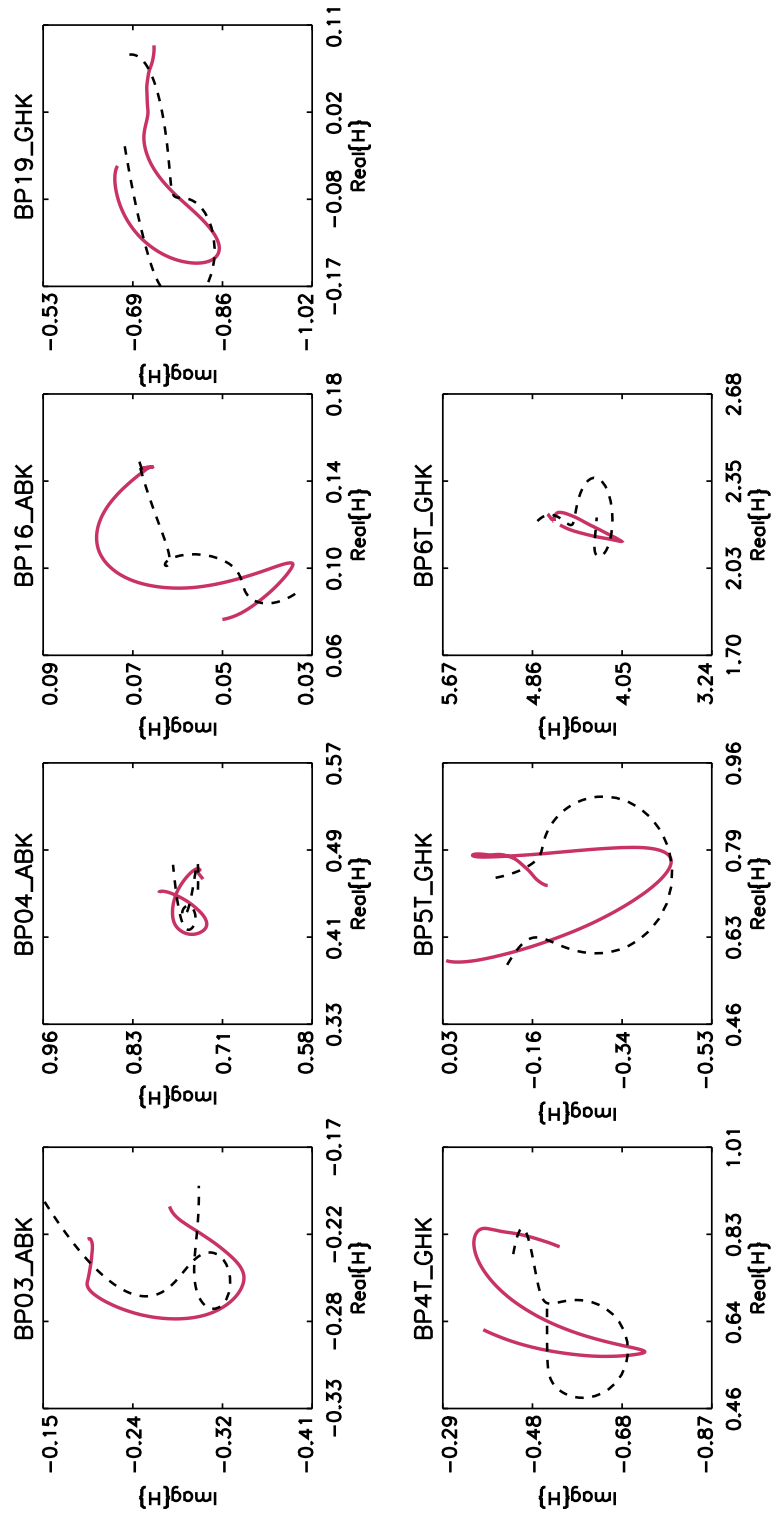 BP03_ABK
−0.15
−0.24
−0.32
−0.41
Imag{H}
−0.33 −0.28 −0.22 −0.17
Real{H}
BP04_ABK
0.96
0.83
0.71
0.58
Imag{H}
0.33 0.41 0.49 0.57
Real{H}
BP16_ABK
0.09
0.07
0.05
0.03
Imag{H}
0.06 0.10 0.14 0.18
Real{H}
BP19_GHK
−0.53
−0.69
−0.86
−1.02
Imag{H}
−0.17 −0.08 0.02 0.11
Real{H}
BP4T_GHK
−0.29
−0.48
−0.68
−0.87
Imag{H}
0.46 0.64 0.83 1.01
Real{H}
BP5T_GHK
0.03
−0.16
−0.34
−0.53
Imag{H}
0.46 0.63 0.79 0.96
Real{H}
BP6T_GHK
5.67
4.86
4.05
3.24
Imag{H}
1.70 2.03 2.35 2.68
Real{H}